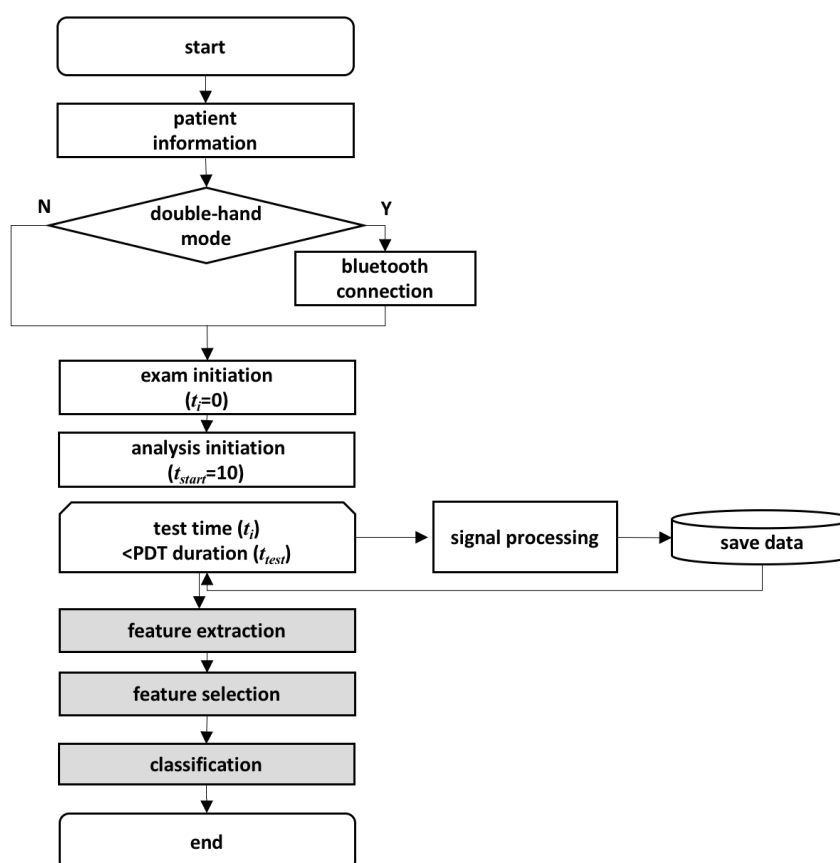 start
patient
information
N
double-hand
mode
Y
bluetooth
connection
exam initiation
(ti=0)
analysis initiation
(tstart=10)
test time (ti)
<PDT duration (ttest)
signal processing
save data
feature extraction
feature selection
classification
end